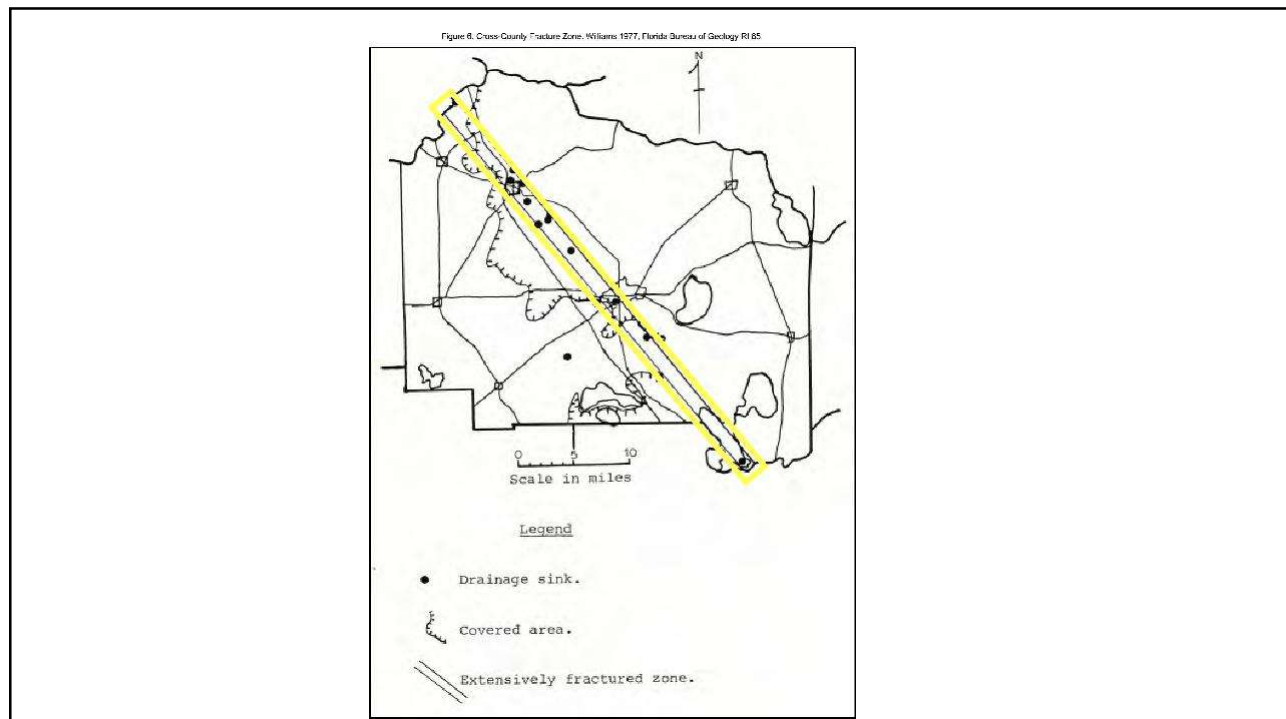 Figure 6. Cross-County Fracture Zone. Williams 1977, Florida Bureau of Geology RI 85
N
0 5 10
Scale in miles
Legend
Drainage sink.
Covered area.
Extensively fractured zone.